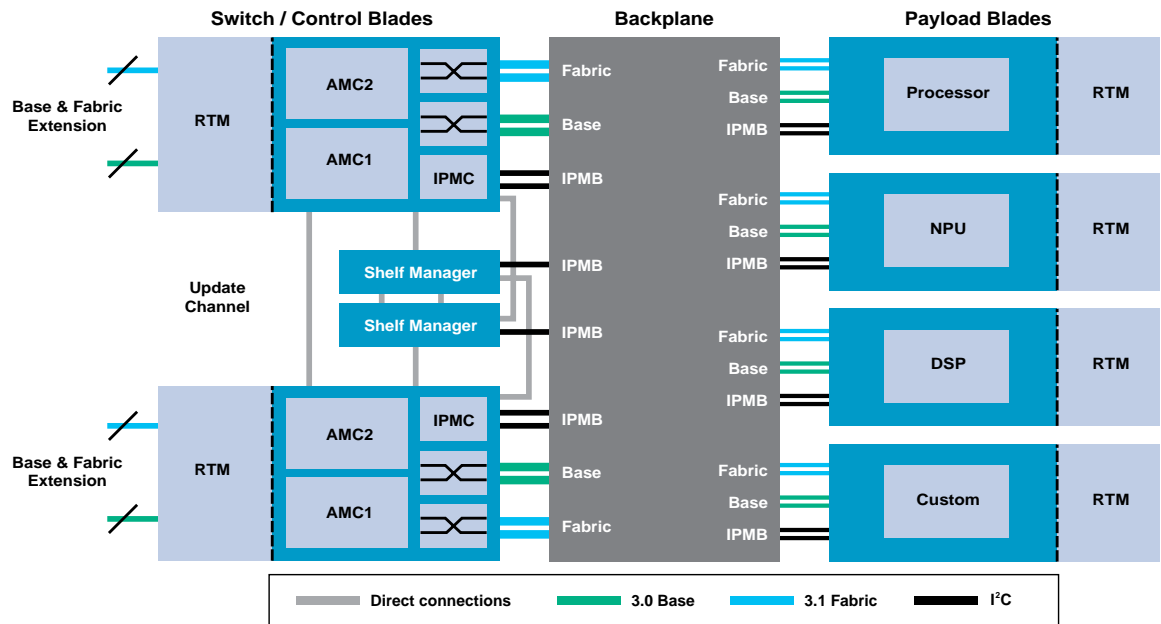 Switch / Control Blades
Backplane
Payload Blades
Base & Fabric
Extension
RTM
AMC2
AMC1
IPMC
Fabric
Base
IPMB
Update
Channel
Shelf Manager
Shelf Manager
IPMB
IPMB
Base & Fabric
Extension
RTM
AMC2
AMC1
IPMC
IPMB
Base
Fabric
Fabric
Base
IPMB
Processor
RTM
Fabric
Base
IPMB
NPU
RTM
Fabric
Base
IPMB
DSP
RTM
Fabric
Base
IPMB
Custom
RTM
Direct connections
3.0 Base
3.1 Fabric
I²C